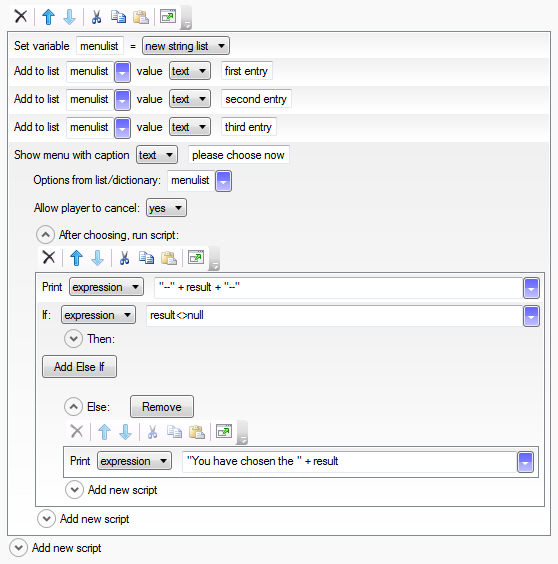 Set variable menulist = new string list
Add to list menulist value text first entry
Add to list menulist value text second entry
Add to list menulist value text third entry
Show menu with caption text please choose now
Options from list/dictionary: menulist
Allow player to cancel: yes
After choosing, run script:
Print expression "--" + result + "--"
If: expression result<>null
Then:
Add Else If
Else: Remove
Print expression "You have chosen the " + result
Add new script
Add new script
Add new script